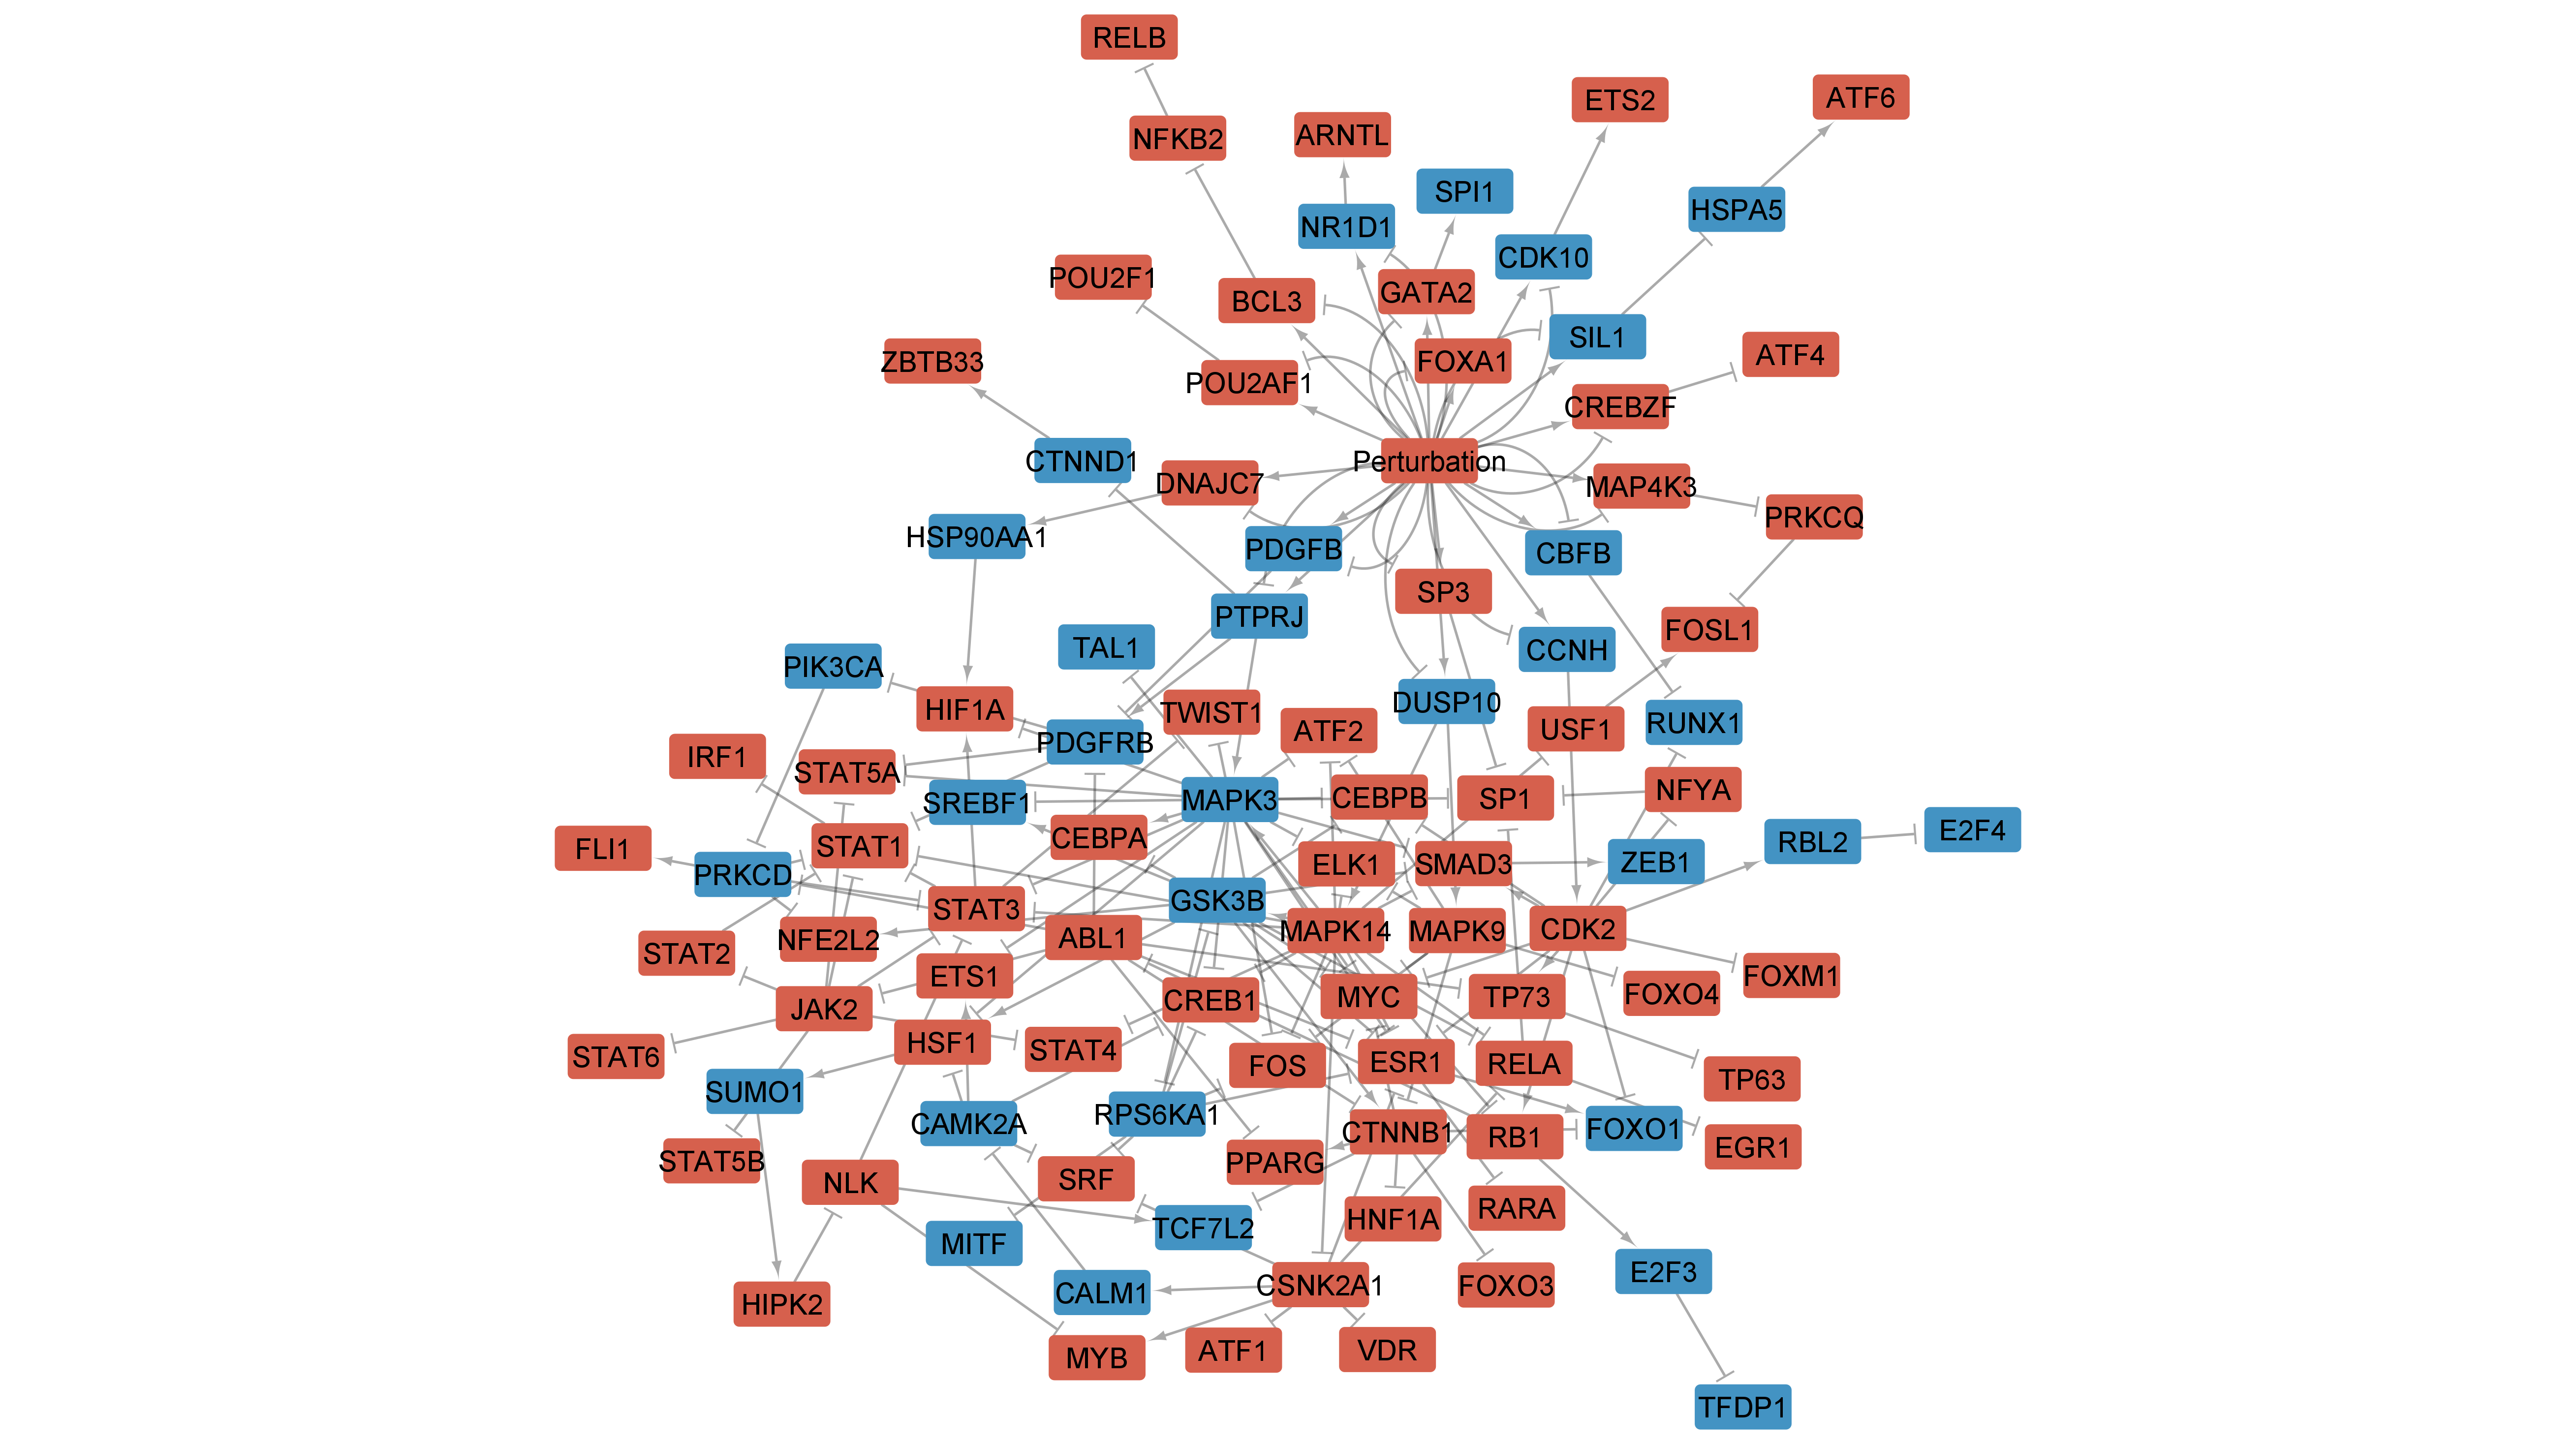 RELB
ETS2
ATF6
NFKB2
ARNTL
SPI1
HSPA5
NR1D1
CDK10
POU2F1
BCL3
GATA2
SIL1
ZBTB33
POU2AF1
FOXA1
ATF4
CREBZF
CTNND1
DNAJC7
Perturbation
MAP4K3
PRKCQ
HSP90AA1
PDGFB
CBFB
SP3
PTPRJ
FOSL1
TAL1
CCNH
PIK3CA
HIF1A
TWIST1
DUSP10
RUNX1
ATF2
USF1
PDGFRB
IRF1
STAT5A
SREBF1
MAPK3
CEBPB
SP1
NFYA
FLI1
STAT1
CEBPA
RBL2
E2F4
PRKCD
ELK1
SMAD3
ZEB1
STAT3
GSK3B
STAT2
NFE2L2
ABL1
MAPK14
MAPK9
CDK2
ETS1
FOXM1
JAK2
CREB1
MYC
TP73
FOXO4
STAT6
HSF1
STAT4
FOS
ESR1
RELA
TP63
SUMO1
CAMK2A
RPS6KA1
CTNNB1
RB1
FOXO1
EGR1
STAT5B
NLK
SRF
PPARG
RARA
MITF
TCF7L2
HNF1A
HIPK2
CALM1
CSNK2A1
FOXO3
E2F3
MYB
ATF1
VDR
TFDP1